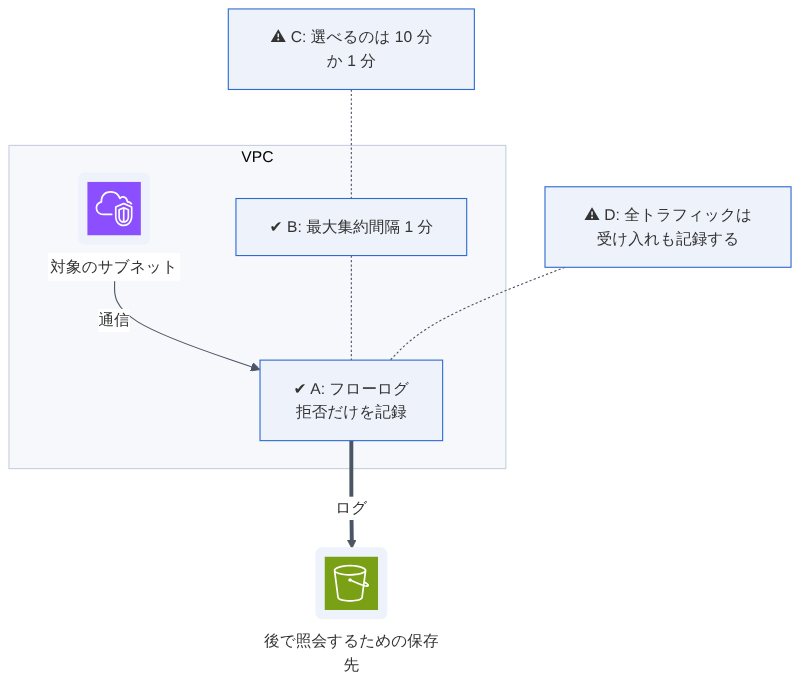 ⚠ C: 選べるのは 10 分
か 1 分
VPC
✔ B: 最大集約間隔 1 分
⚠ D: 全トラフィックは
受け入れも記録する
対象のサブネット
通信
✔ A: フローログ
拒否だけを記録
ログ
後で照会するための保存
先